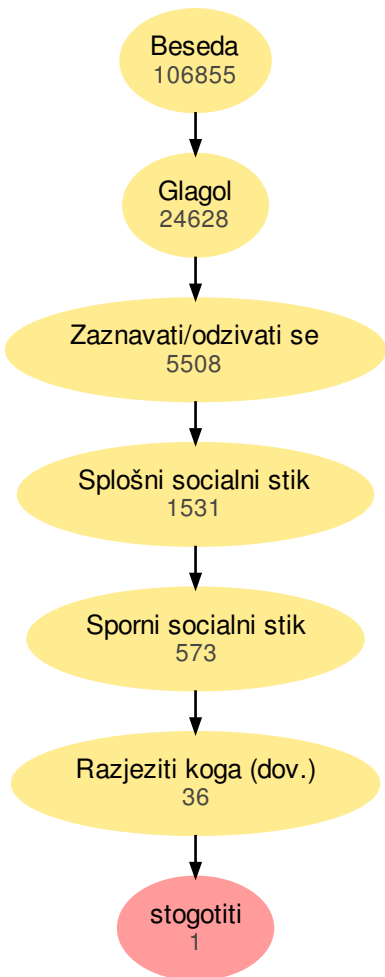 Beseda
106855
Glagol
24628
Zaznavati/odzivati se
5508
Splošni socialni stik
1531
Sporni socialni stik
573
Razjeziti koga (dov.)
36
stogotiti
1